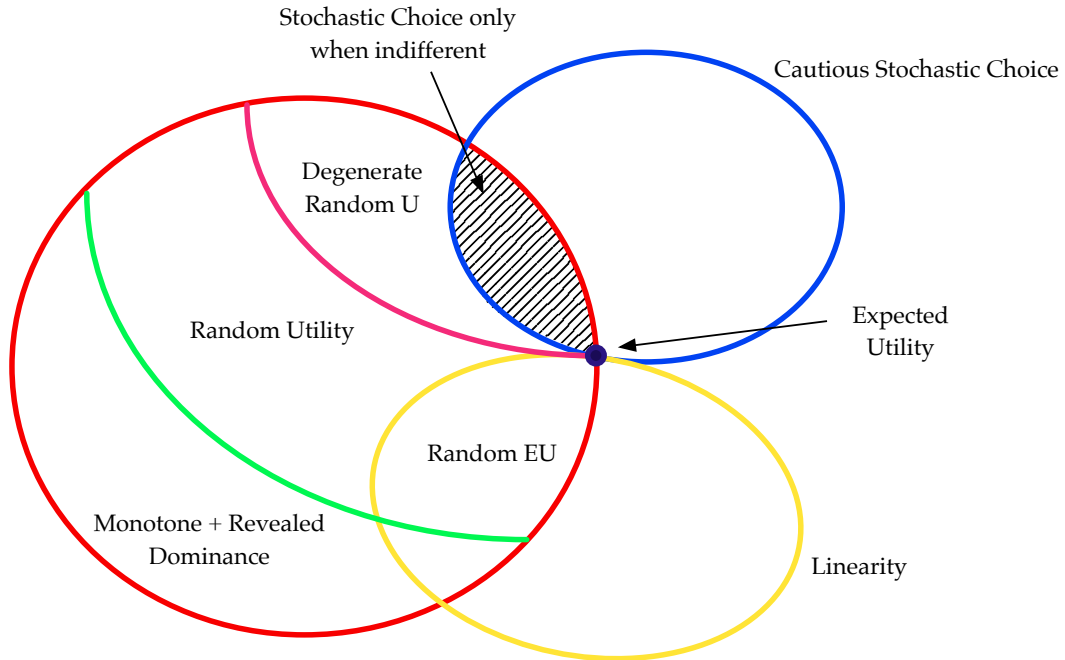 Stochastic Choice only
when indifferent
Cautious Stochastic Choice
Degenerate
Random U
Random Utility
Expected
Utility
Random EU
Monotone + Revealed
Dominance
Linearity